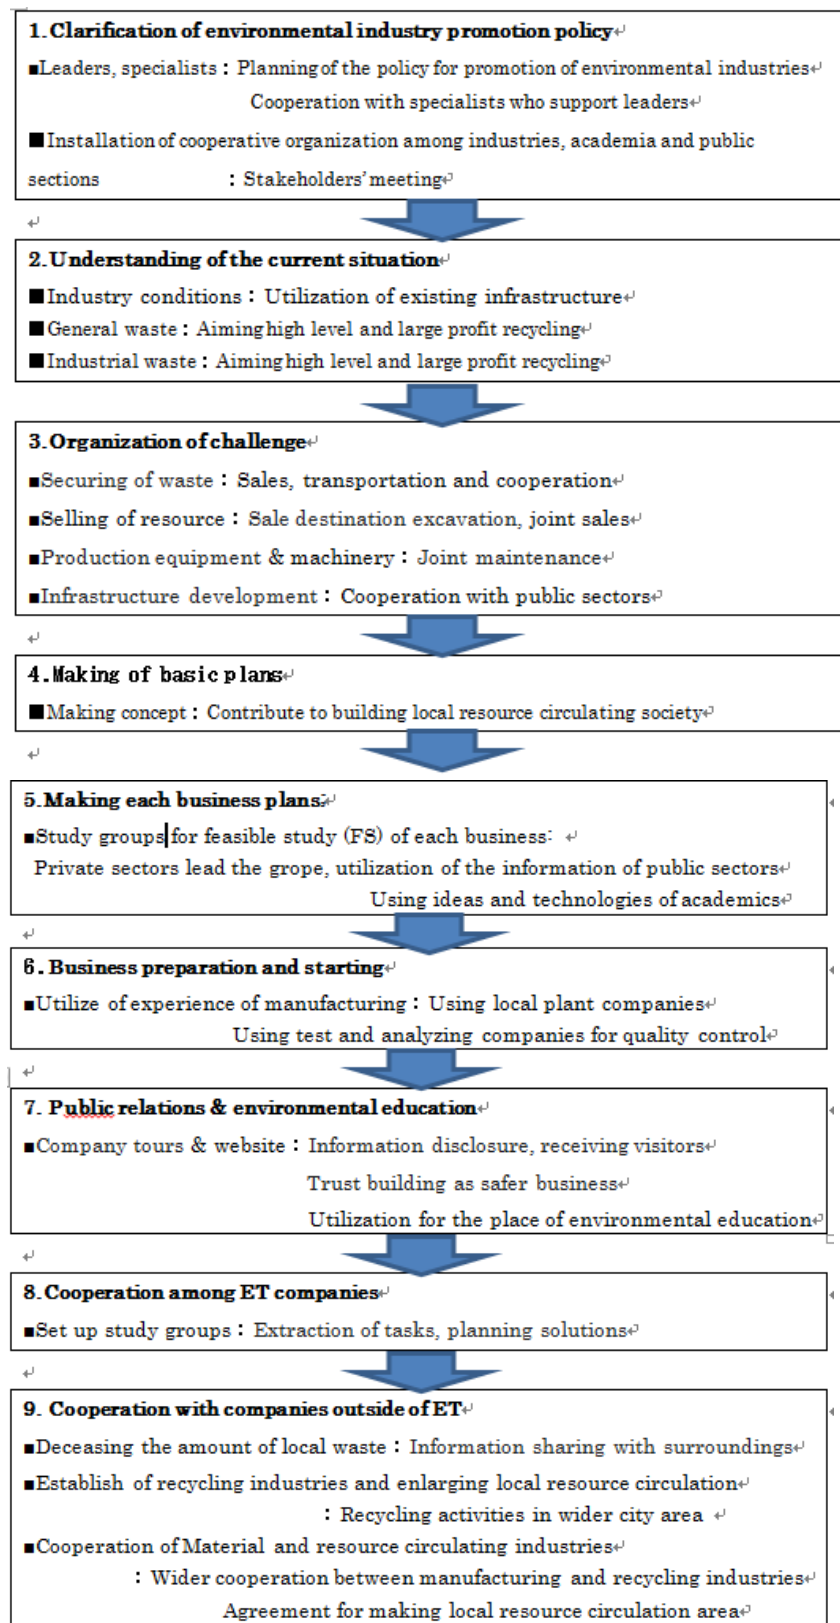 1. Clarification of environmental industry promotion policy↵
■Leaders, specialists： Planning of the policy for promotion of environmental industries↵
Cooperation with specialists who support leaders↵
■Installation of cooperative organization among industries, academia and public
sections ：Stakeholders' meeting↵
↵
2. Understanding of the current situation↵
■Industry conditions：Utilization of existing infrastructure↵
■General waste：Aiming high level and large profit recycling↵
■Industrial waste：Aiming high level and large profit recycling↵
3. Organization of challenge↵
■Securing of waste：Sales, transportation and cooperation↵
■Selling of resource：Sale destination excavation, joint sales↵
■Production equipment & machinery：Joint maintenance↵
■Infrastructure development：Cooperation with public sectors↵
↵
4. Making of basic plans↵
■Making concept：Contribute to building local resource circulating society↵
↵
5. Making each business plans:↵
■Study groups for feasible study (FS) of each business: ↵
Private sectors lead the grope, utilization of the information of public sectors↵
Using ideas and technologies of academics↵
↵
6. Business preparation and starting↵
■Utilize of experience of manufacturing：Using local plant companies↵
Using test and analyzing companies for quality control↵
↵
7. Public relations & environmental education↵
■Company tours & website：Information disclosure, receiving visitors↵
Trust building as safer business↵
Utilization for the place of environmental education↵
↵
8. Cooperation among ET companies↵
■Set up study groups：Extraction of tasks, planning solutions↵
↵
9. Cooperation with companies outside of ET↵
■Deceasing the amount of local waste：Information sharing with surroundings↵
■Establish of recycling industries and enlarging local resource circulation↵
：Recycling activities in wider city area ↵
■Cooperation of Material and resource circulating industries↵
：Wider cooperation between manufacturing and recycling industries↵
Agreement for making local resource circulation area↵